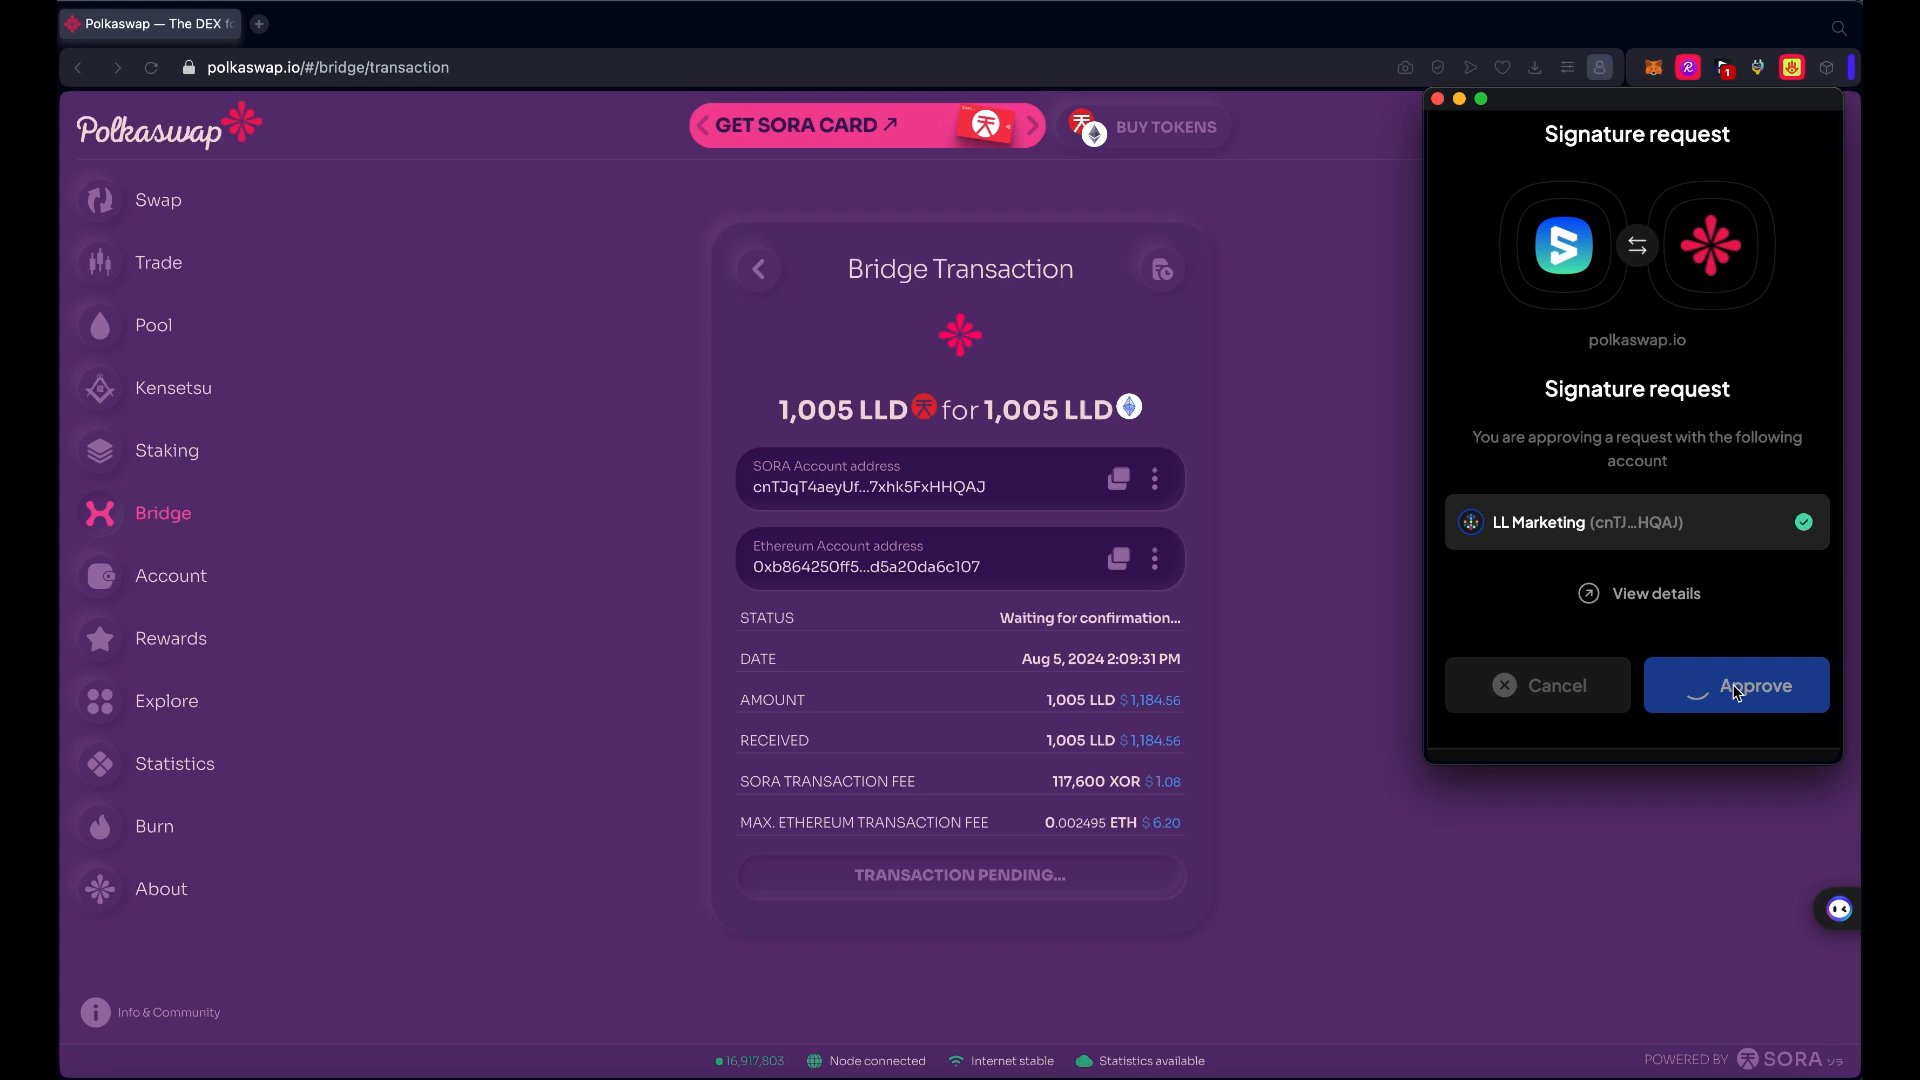 Polkaswap — The DEX fo
polkaswap.io/#/bridge/transaction
1
Polkaswap
GET SORA CARD ↗
BUY TOKENS
Swap
Trade
Pool
Kensetsu
Staking
Bridge
Account
Rewards
Explore
Statistics
Burn
About
Info & Community
Bridge Transaction
1,005 LLD for 1,005 LLD
SORA Account address
cnTJqT4aeyUf...7xhk5FxHHQAJ
Ethereum Account address
0xb864250ff5...d5a20da6c107
STATUS Waiting for confirmation...
DATE Aug 5, 2024 2:09:31 PM
AMOUNT 1,005 LLD $ 1,184.56
RECEIVED 1,005 LLD $ 1,184.56
SORA TRANSACTION FEE 117,600 XOR $ 1.08
MAX. ETHEREUM TRANSACTION FEE 0.002495 ETH $ 6.20
TRANSACTION PENDING...
Signature request
polkaswap.io
Signature request
You are approving a request with the following
account
LL Marketing (cnTJ...HQAJ)
View details
Cancel
Approve
16,917,803
Node connected
Internet stable
Statistics available
POWERED BY SORA ソラ